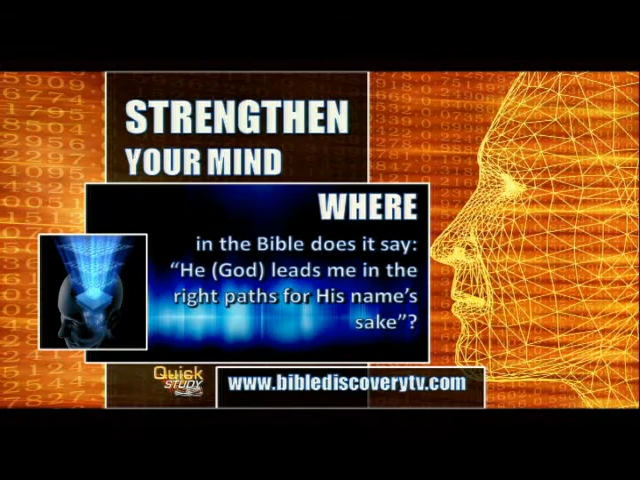 STRENGTHEN
YOUR MIND
WHERE
in the Bible does it say:
“He (God) leads me in the
right paths for His name’s
sake”?
Quick
STUDY
www.biblediscoverytv.com